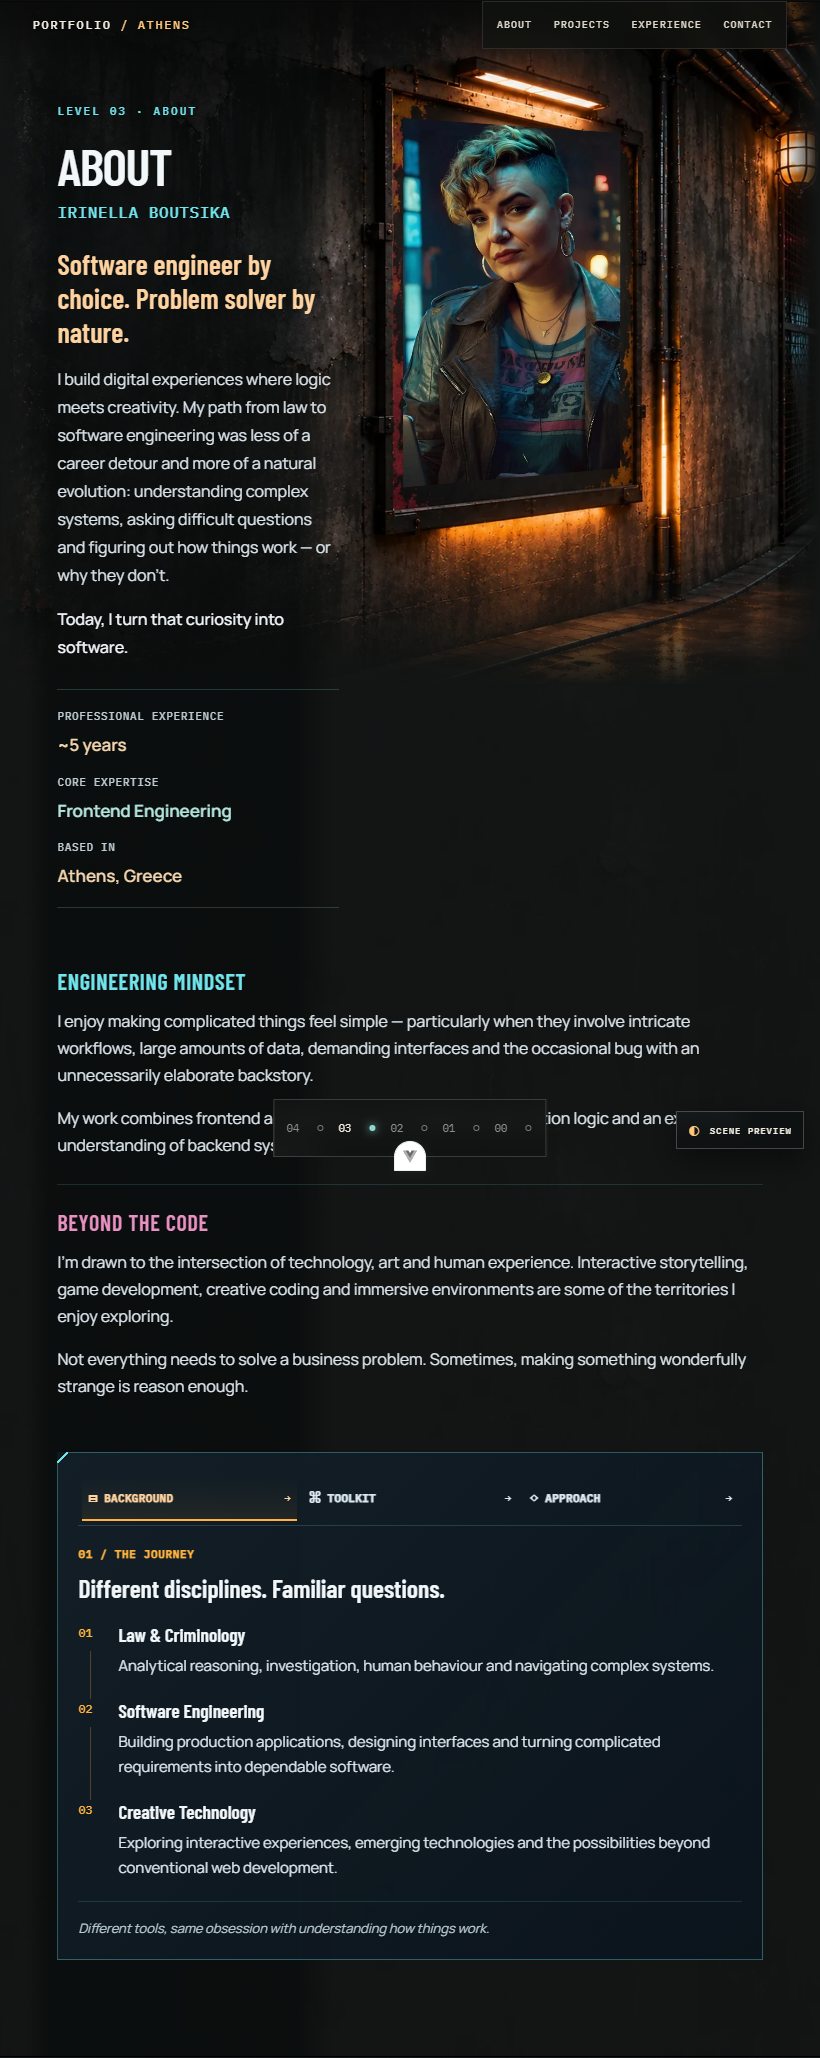 PORTFOLIO / ATHENS
ABOUT PROJECTS EXPERIENCE CONTACT
LEVEL 03 · ABOUT
ABOUT
IRINELLA BOUTSIKA
Software engineer by
choice. Problem solver by
nature.
I build digital experiences where logic
meets creativity. My path from law to
software engineering was less of a
career detour and more of a natural
evolution: understanding complex
systems, asking difficult questions
and figuring out how things work — or
why they don't.
Today, I turn that curiosity into
software.
PROFESSIONAL EXPERIENCE
~5 years
CORE EXPERTISE
Frontend Engineering
BASED IN
Athens, Greece
ENGINEERING MINDSET
I enjoy making complicated things feel simple — particularly when they involve intricate
workflows, large amounts of data, demanding interfaces and the occasional bug with an
unnecessarily elaborate backstory.
My work combines frontend logic and an
understanding of backend
04 03 02 01 00
SCENE PREVIEW
BEYOND THE CODE
I'm drawn to the intersection of technology, art and human experience. Interactive storytelling,
game development, creative coding and immersive environments are some of the territories I
enjoy exploring.
Not everything needs to solve a business problem. Sometimes, making something wonderfully
strange is reason enough.
BACKGROUND → TOOLKIT → APPROACH →
01 / THE JOURNEY
Different disciplines. Familiar questions.
01 Law & Criminology
Analytical reasoning, investigation, human behaviour and navigating complex systems.
02 Software Engineering
Building production applications, designing interfaces and turning complicated
requirements into dependable software.
03 Creative Technology
Exploring interactive experiences, emerging technologies and the possibilities beyond
conventional web development.
Different tools, same obsession with understanding how things work.